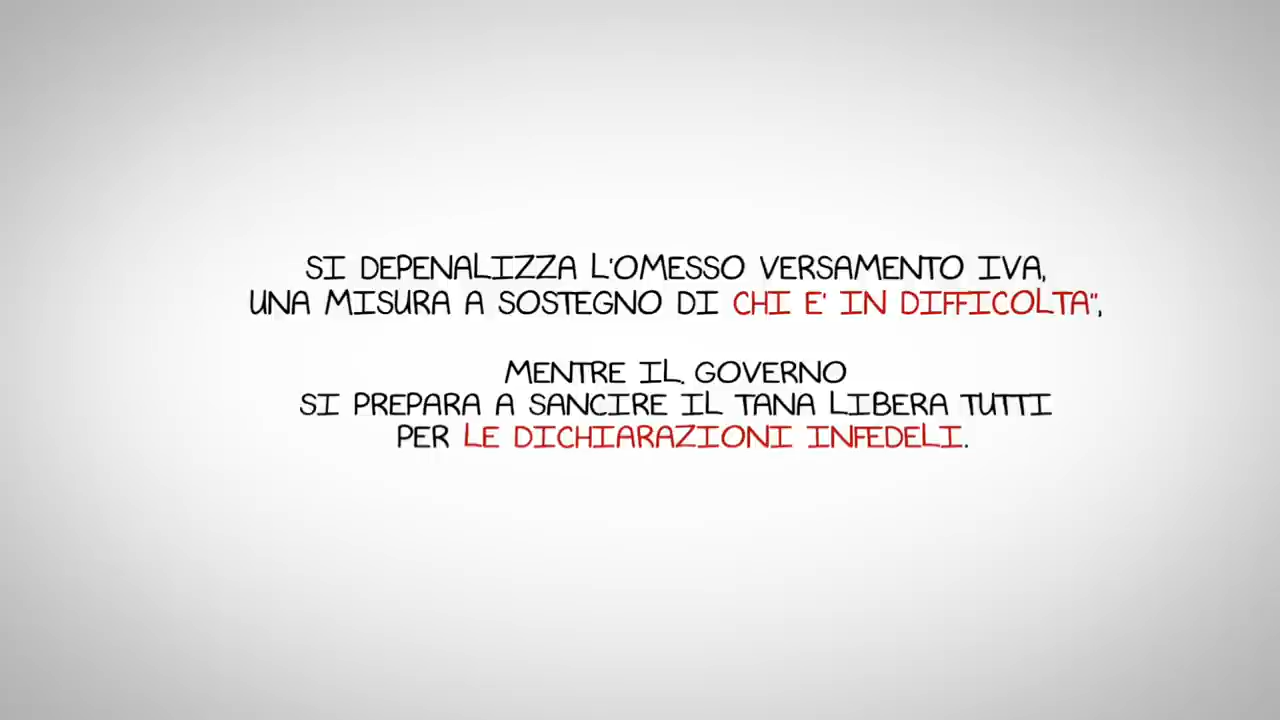 SI DEPENALIZZA L'OMESSO VERSAMENTO IVA,
UNA MISURA A SOSTEGNO DI CHI E' IN DIFFICOLTA",
MENTRE IL. GOVERNO
SI PREPARA A SANCIRE IL TANA LIBERA TUTTI
PER LE DICHIARAZIONI INFEDELI.